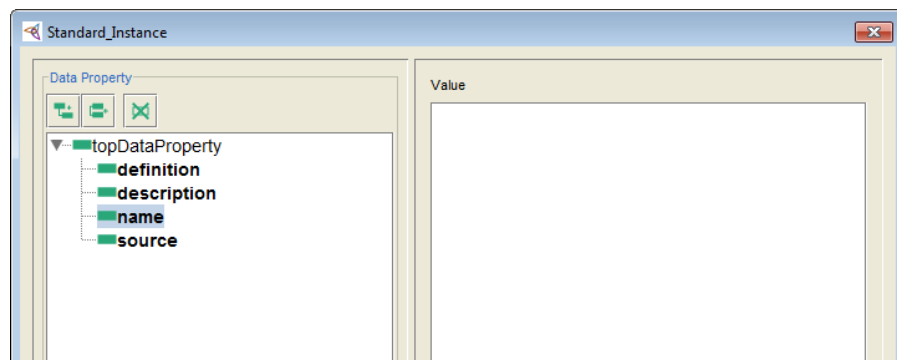 Standard_Instance
Data Property
Value
topDataProperty
definition
description
name
source